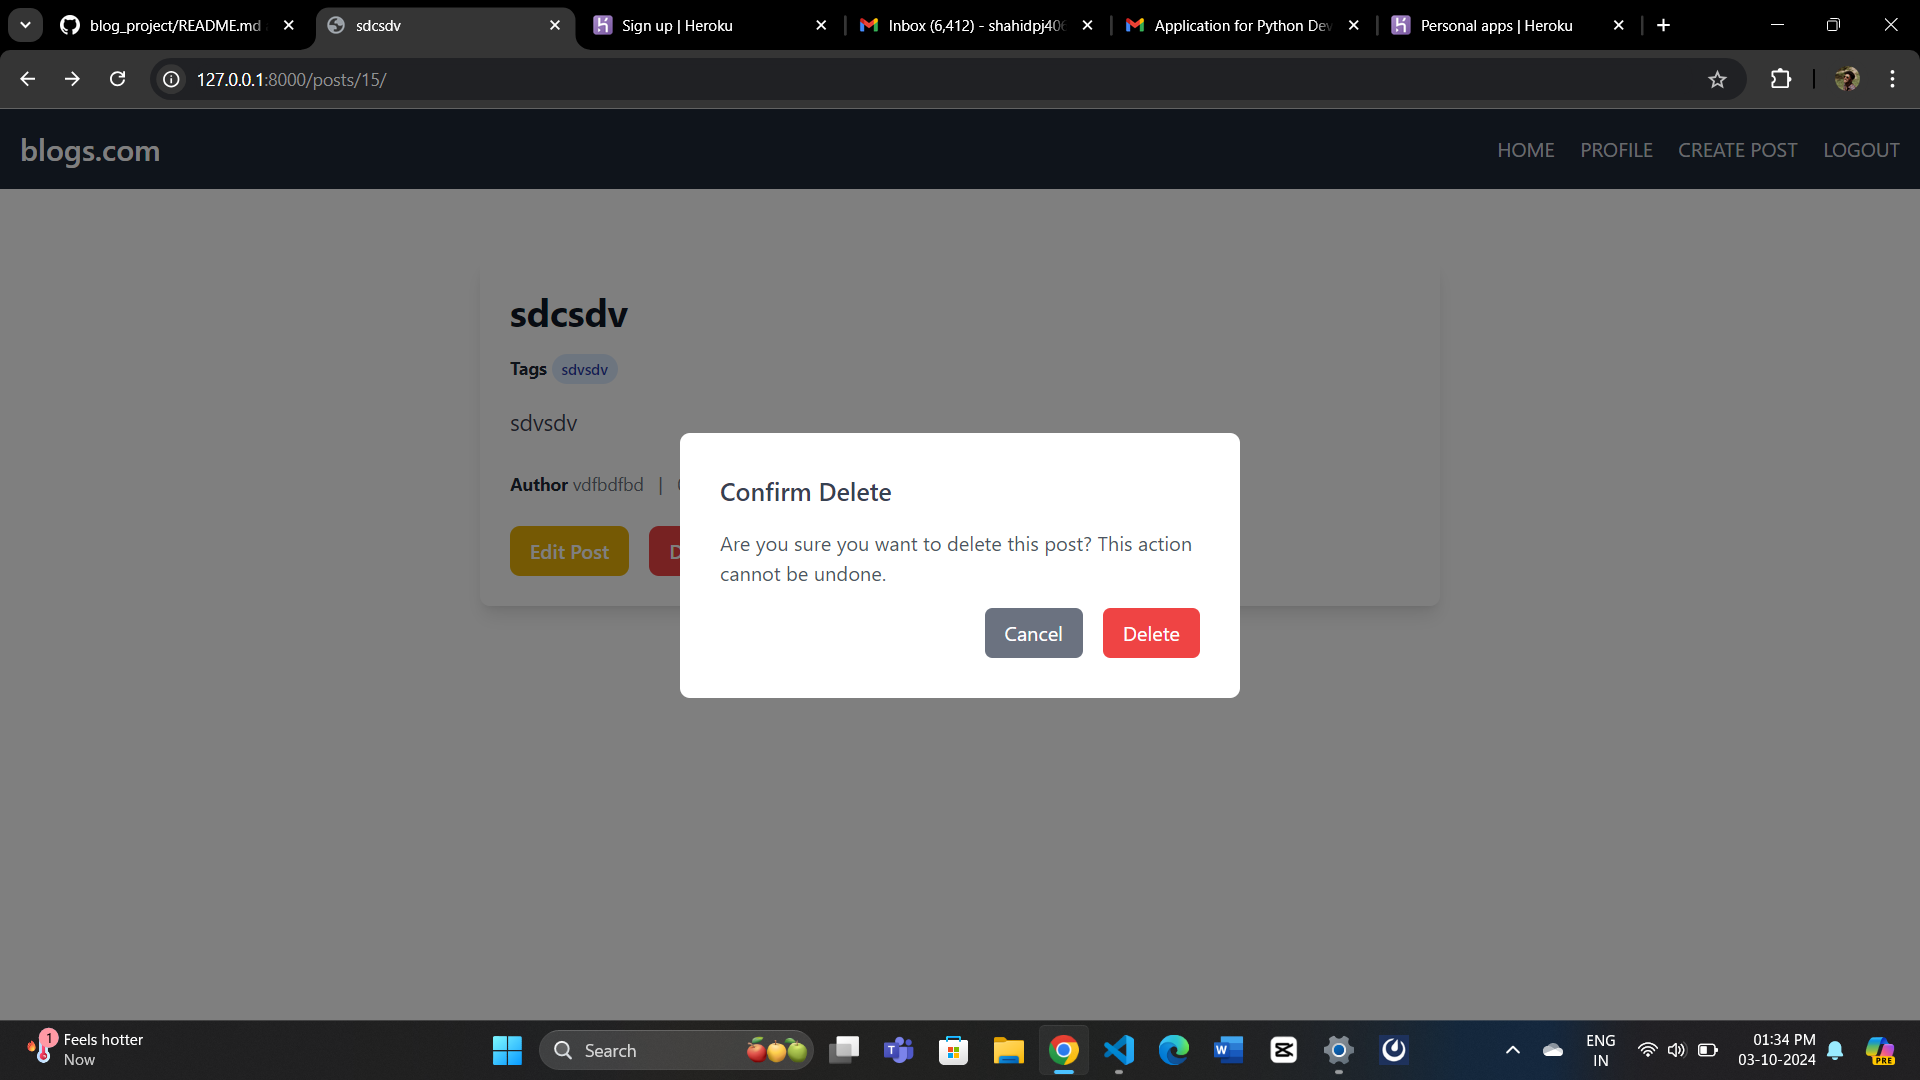 blog_project/README.md
sdcsdv
Sign up | Heroku
Inbox (6,412) - shahidpj406
Application for Python Dev
Personal apps | Heroku
127.0.0.1:8000/posts/15/
blogs.com
HOME
PROFILE
CREATE POST
LOGOUT
sdcsdv
Tags sdvsdv
sdvsdv
Author vdfbdfbd |
Edit Post
D
Confirm Delete
Are you sure you want to delete this post? This action
cannot be undone.
Cancel
Delete
1
Feels hotter
Now
Search
ENG
IN
01:34 PM
03-10-2024
PRE